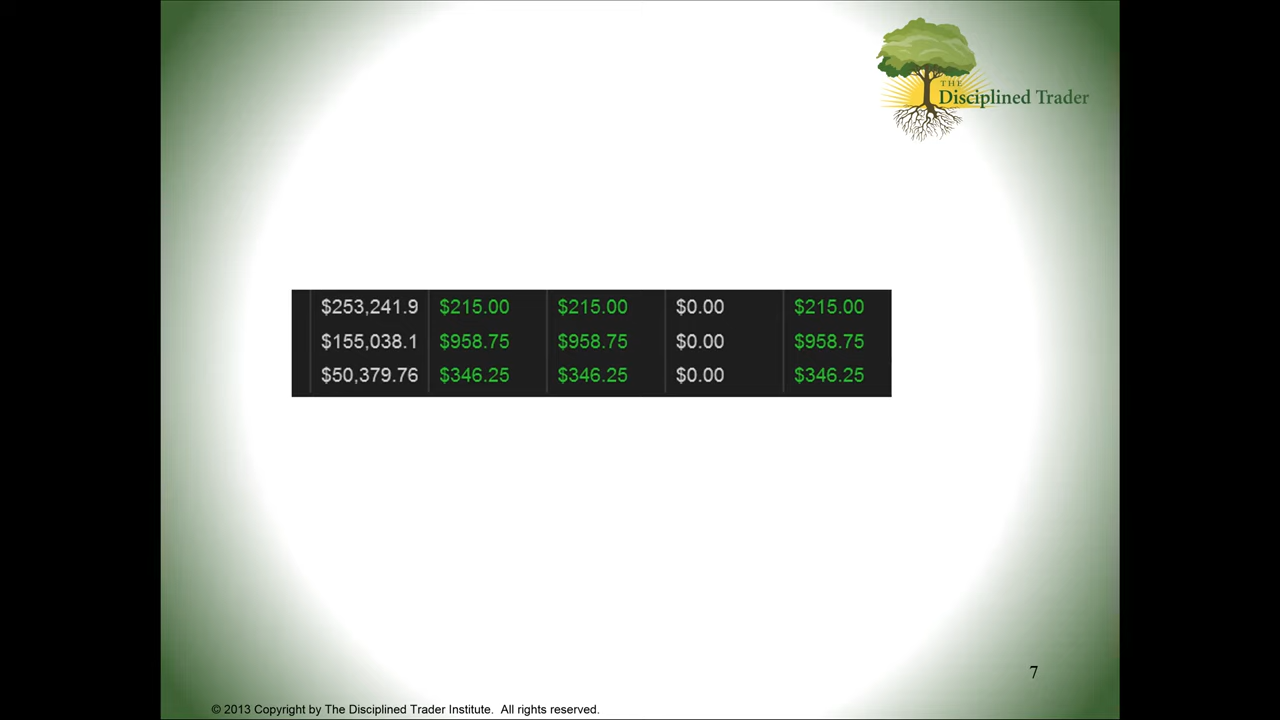 THE
Disciplined Trader
$253,241.9 $215.00 $215.00 $0.00 $215.00
$155,038.1 $958.75 $958.75 $0.00 $958.75
$50,379.76 $346.25 $346.25 $0.00 $346.25
7
© 2013 Copyright by The Disciplined Trader Institute. All rights reserved.